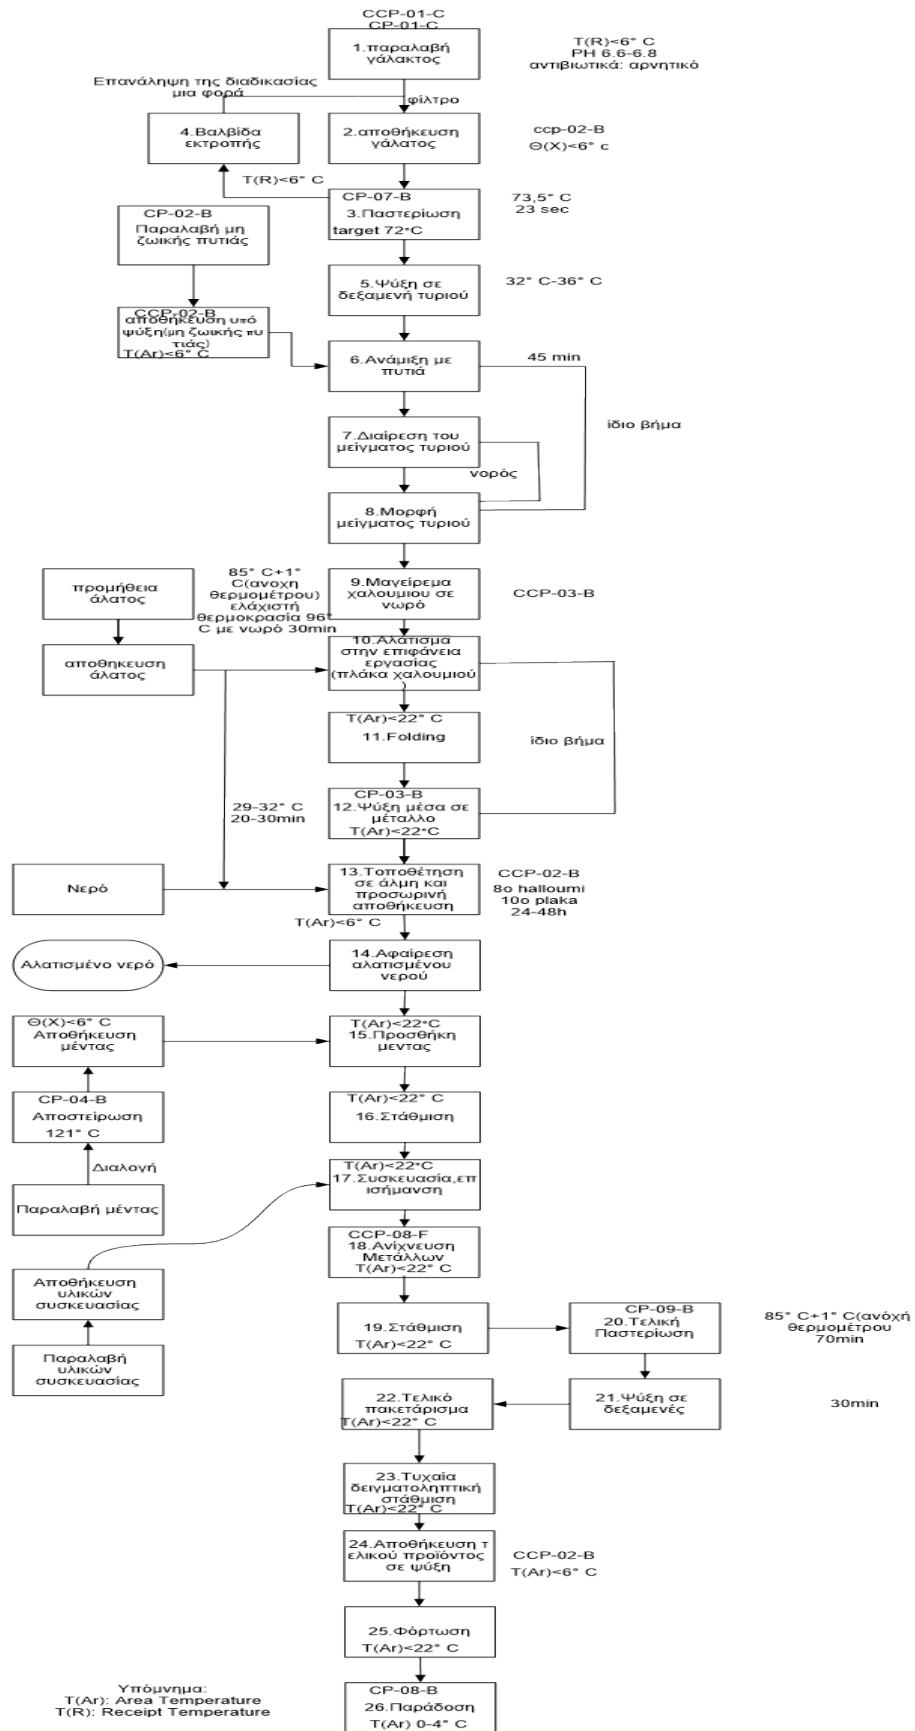 CCP-01-C
CP-01-C
1.παραλαβή
γάλακτος
T(R)<6° C
PH 6.6-6.8
αντιβιωτικά: αρνητικό
Επανάληψη της διαδικασίας
μια φορά
φίλτρο
4.Βαλβίδα
εκτροπής
2.αποθήκευση
γάλατος
ccp-02-B
Θ(X)<6° c
T(R)<6° C
CP-07-B
3.Παστερίωση
target 72°C
73,5° C
23 sec
CP-02-B
Παραλαβή μη
ζωικής πυτιάς
5.Ψύξη σε
δεξαμενή τυριού
32° C-36° C
CCP-02-B
αποθήκευση υπό
ψύξη(μη ζωικής πυ
τιάς)
T(Ar)<6° C
6.Ανάμιξη με
πυτιά
45 min
ίδιο βήμα
7.Διαίρεση του
μείγματος τυριού
νορός
8.Μορφή
μείγματος τυριού
9.Μαγείρεμα
χαλουμιου σε
νωρό
CCP-03-B
προμήθεια
άλατος
85° C+1°
C(ανοχη
θερμομέτρου)
ελάχιστή
θερμοκρασία 96°
C με νωρό 30min
10.Αλάτισμα
στην επιφάνεια
εργασίας
(πλάκα χαλουμιού
)
αποθηκευση
άλατος
T(Ar)<22° C
11.Folding
ίδιο βήμα
29-32° C
20-30min
CP-03-B
12.Ψύξη μέσα σε
μέταλλο
T(Ar)<22°C
Νερό
13.Τοποθέτηση
σε άλμη και
προσωρινή
αποθήκευση
CCP-02-B
8o halloumi
10o plaka
24-48h
T(Ar)<6° C
Αλατισμένο νερό
14.Αφαίρεση
αλατισμένου
νερού
Θ(X)<6° C
Αποθήκευση
μέντας
T(Ar)<22°C
15.Προσθήκη
μεντας
CP-04-B
Αποστείρωση
121° C
T(Ar)<22° C
16.Στάθμιση
Διαλογή
T(Ar)<22°C
17.Συσκευασία,επ
ισήμανση
Παραλαβή μέντας
CCP-08-F
18.Ανίχνευση
Μετάλλων
T(Ar)<22° C
Αποθήκευση
υλικών
συσκευασίας
19.Στάθμιση
T(Ar)<22° C
CP-09-B
20.Τελική
Παστερίωση
85° C+1° C(ανόχή
θερμομέτρου
70min
Παραλαβή
υλικών
συσκευασίας
22.Τελικό
πακετάρισμα
T(Ar)<22° C
21.Ψύξη σε
δεξαμενές
30min
23.Τυχαία
δειγματοληπτική
στάθμιση
T(Ar)<22° C
24.Αποθήκευση τ
ελικού προϊόντος
σε ψύξη
CCP-02-B
T(Ar)<6° C
25.Φόρτωση
T(Ar)<22° C
Υπόμνημα:
T(Ar): Area Temperature
T(R): Receipt Temperature
CP-08-B
26.Παράδοση
T(Ar) 0-4° C